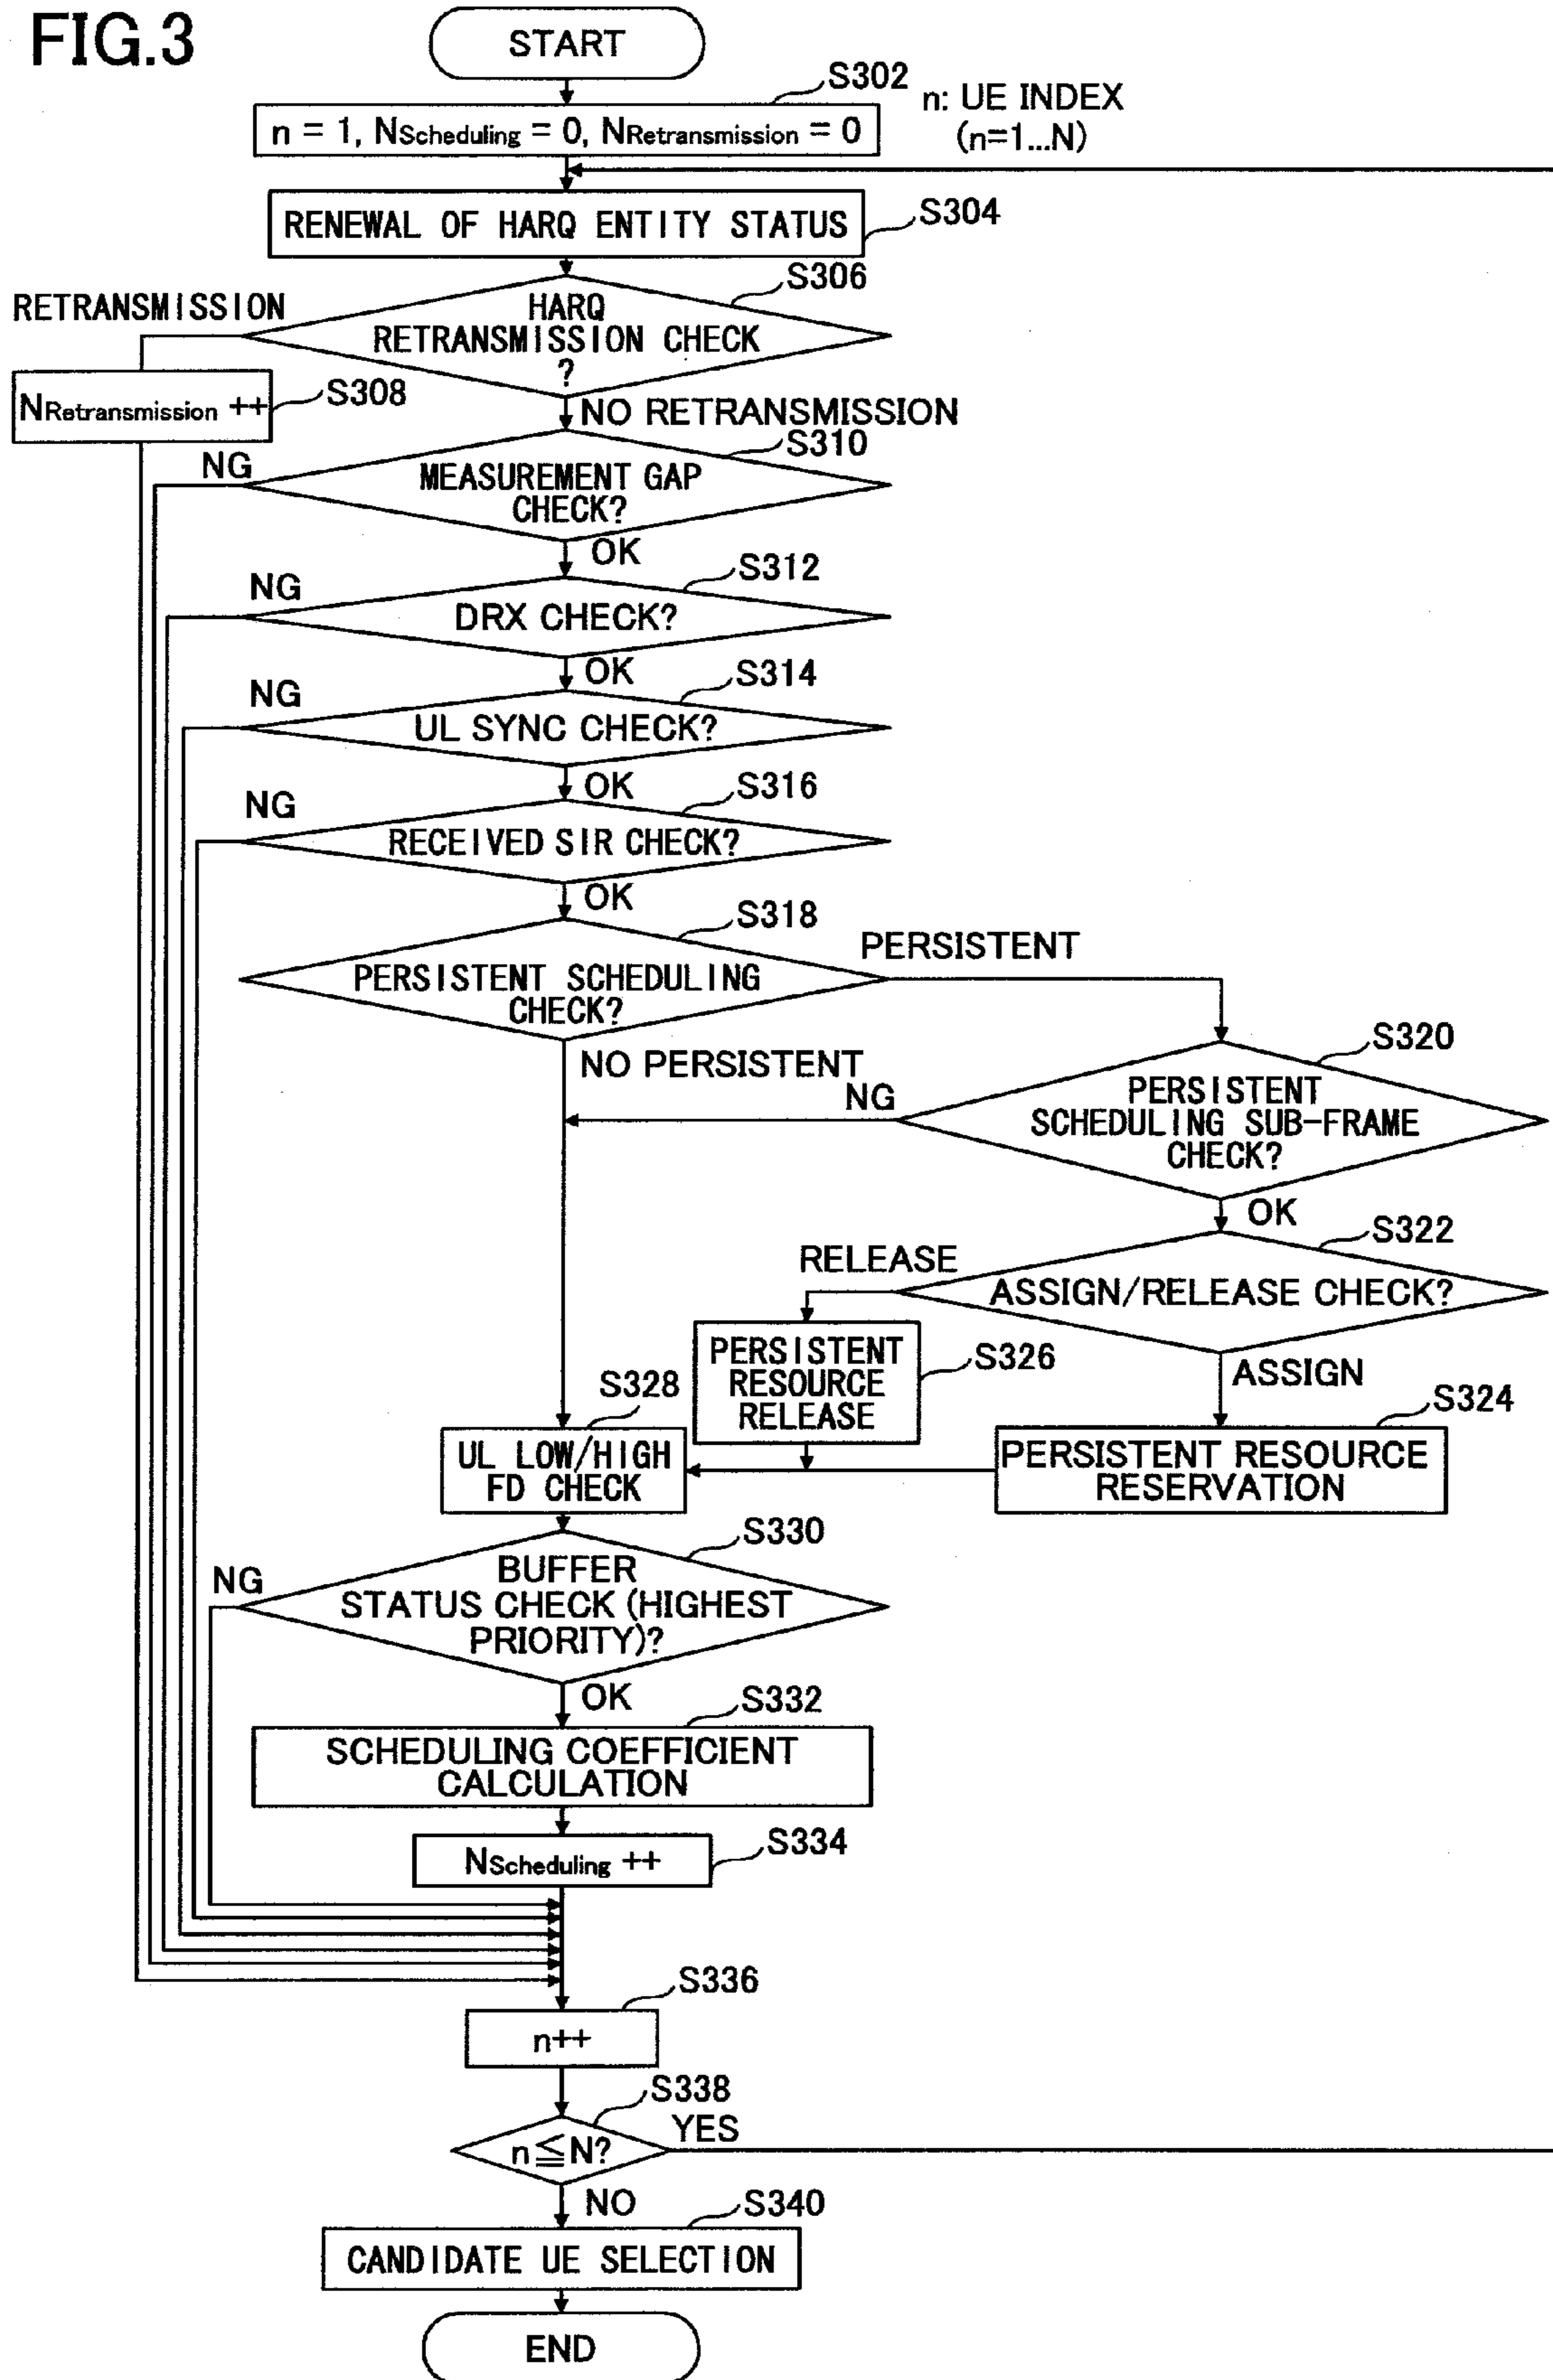 FIG.3
START
S302
n: UE INDEX
(n=1...N)
n = 1, NScheduling = 0, NRetransmission = 0
RENEWAL OF HARQ ENTITY STATUS
S304
S306
RETRANSMISSION
HARQ
RETRANSMISSION CHECK
?
NRetransmission ++
S308
NO RETRANSMISSION
S310
NG
MEASUREMENT GAP
CHECK?
OK
S312
NG
DRX CHECK?
OK
S314
NG
UL SYNC CHECK?
OK
S316
NG
RECEIVED SIR CHECK?
OK
S318
PERSISTENT
PERSISTENT SCHEDULING
CHECK?
NO PERSISTENT
S320
NG
PERSISTENT
SCHEDULING SUB-FRAME
CHECK?
OK
S322
RELEASE
ASSIGN/RELEASE CHECK?
PERSISTENT
RESOURCE
RELEASE
S326
ASSIGN
S328
S324
UL LOW/HIGH
FD CHECK
PERSISTENT RESOURCE
RESERVATION
S330
NG
BUFFER
STATUS CHECK (HIGHEST
PRIORITY)?
OK
S332
SCHEDULING COEFFICIENT
CALCULATION
S334
NScheduling ++
S336
n++
S338
n≦N?
YES
NO
S340
CANDIDATE UE SELECTION
END